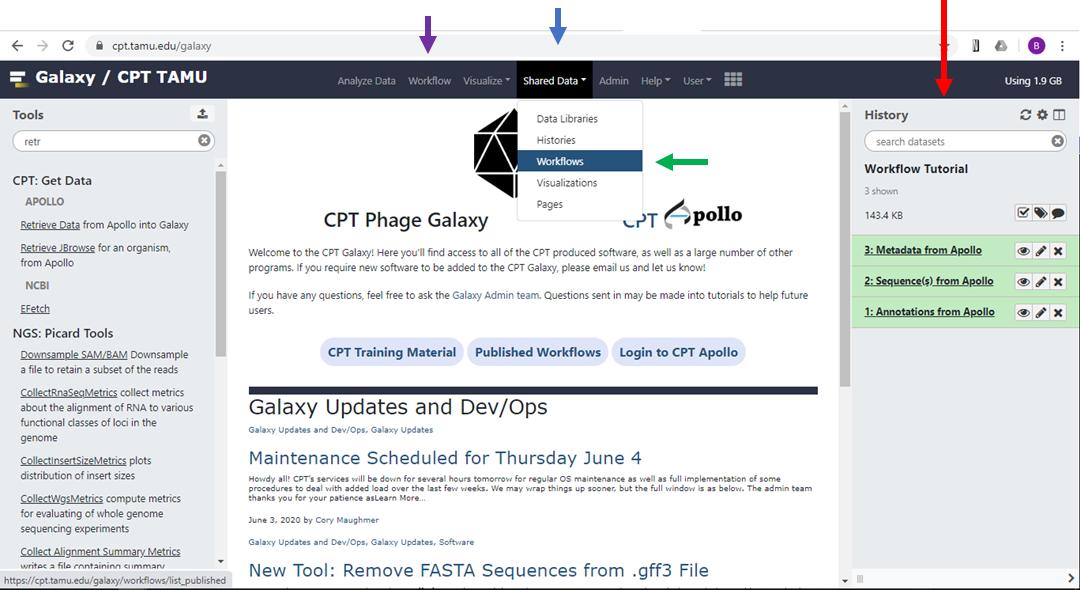 cpt.tamu.edu/galaxy
B
Galaxy / CPT TAMU
Analyze Data
Workflow
Visualize
Shared Data
Admin
Help
User
Using 1.9 GB
Tools
retr
CPT: Get Data
APOLLO
Retrieve Data from Apollo into Galaxy
Retrieve JBrowse for an organism,
from Apollo
NCBI
EFetch
NGS: Picard Tools
Downsample SAM/BAM Downsample
a file to retain a subset of the reads
CollectRnaSeqMetrics collect metrics
about the alignment of RNA to various
functional classes of loci in the
genome
CollectInsertSizeMetrics plots
distribution of insert sizes
CollectWgsMetrics compute metrics
for evaluating of whole genome
sequencing experiments
Collect Alignment Summary Metrics
writes a file containing summary
https://cpt.tamu.edu/galaxy/workflows/list_published
Data Libraries
Histories
Workflows
Visualizations
Pages
CPT Phage Galaxy
CPT Apollo
Welcome to the CPT Galaxy! Here you'll find access to all of the CPT produced software, as well as a large number of other
programs. If you require new software to be added to the CPT Galaxy, please email us and let us know!
If you have any questions, feel free to ask the Galaxy Admin team. Questions sent in may be made into tutorials to help future
users.
CPT Training Material
Published Workflows
Login to CPT Apollo
Galaxy Updates and Dev/Ops
Galaxy Updates and Dev/Ops, Galaxy Updates
Maintenance Scheduled for Thursday June 4
Howdy all! CPT's services will be down for several hours tomorrow for regular OS maintenance as well as full implementation of some
procedures to deal with added load over the last few weeks. We may wrap things up sooner, but the full window is as below. The admin team
thanks you for your patience asLearn More...
June 3, 2020 by Cory Maughmer
Galaxy Updates and Dev/Ops, Galaxy Updates, Software
New Tool: Remove FASTA Sequences from .gff3 File
History
search datasets
Workflow Tutorial
3 shown
143.4 KB
3: Metadata from Apollo
2: Sequence(s) from Apollo
1: Annotations from Apollo